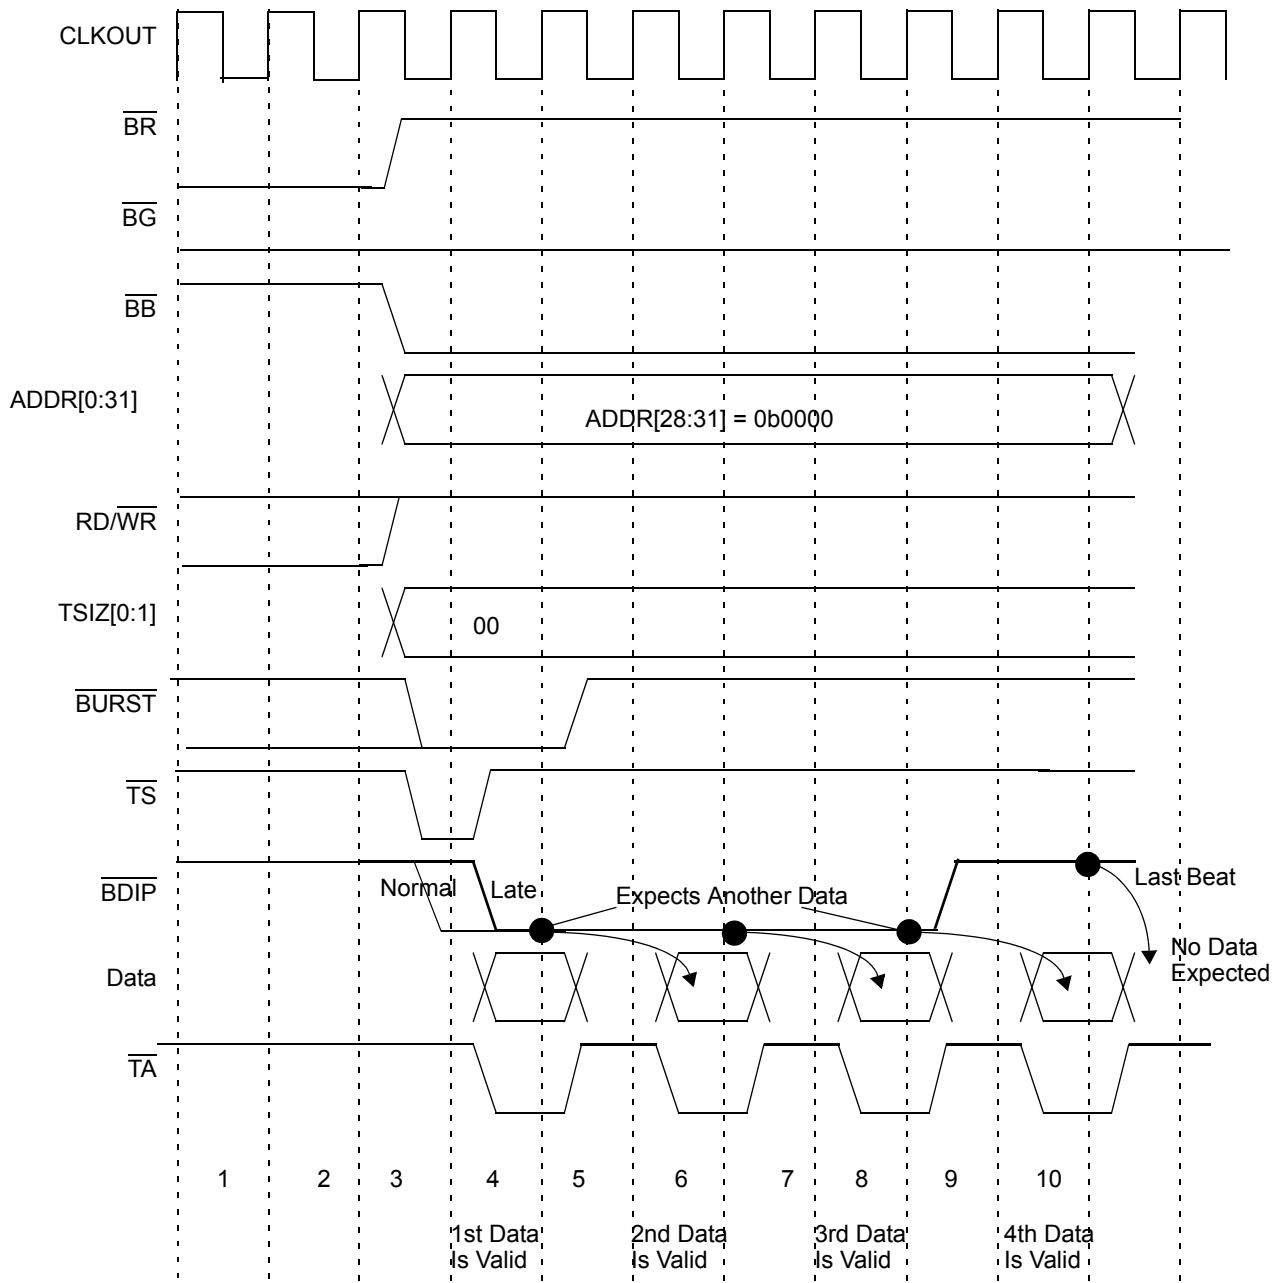 CLKOUT
BR
BG
BB
ADDR[0:31]
ADDR[28:31] = 0b0000
RD/WR
TSIZ[0:1]
00
BURST
TS
BDIP
Normal
Late
Expects Another Data
Last Beat
Data
No Data
Expected
TA
1
2
3
4
5
6
7
8
9
10
1st Data
Is Valid
2nd Data
Is Valid
3rd Data
Is Valid
4th Data
Is Valid